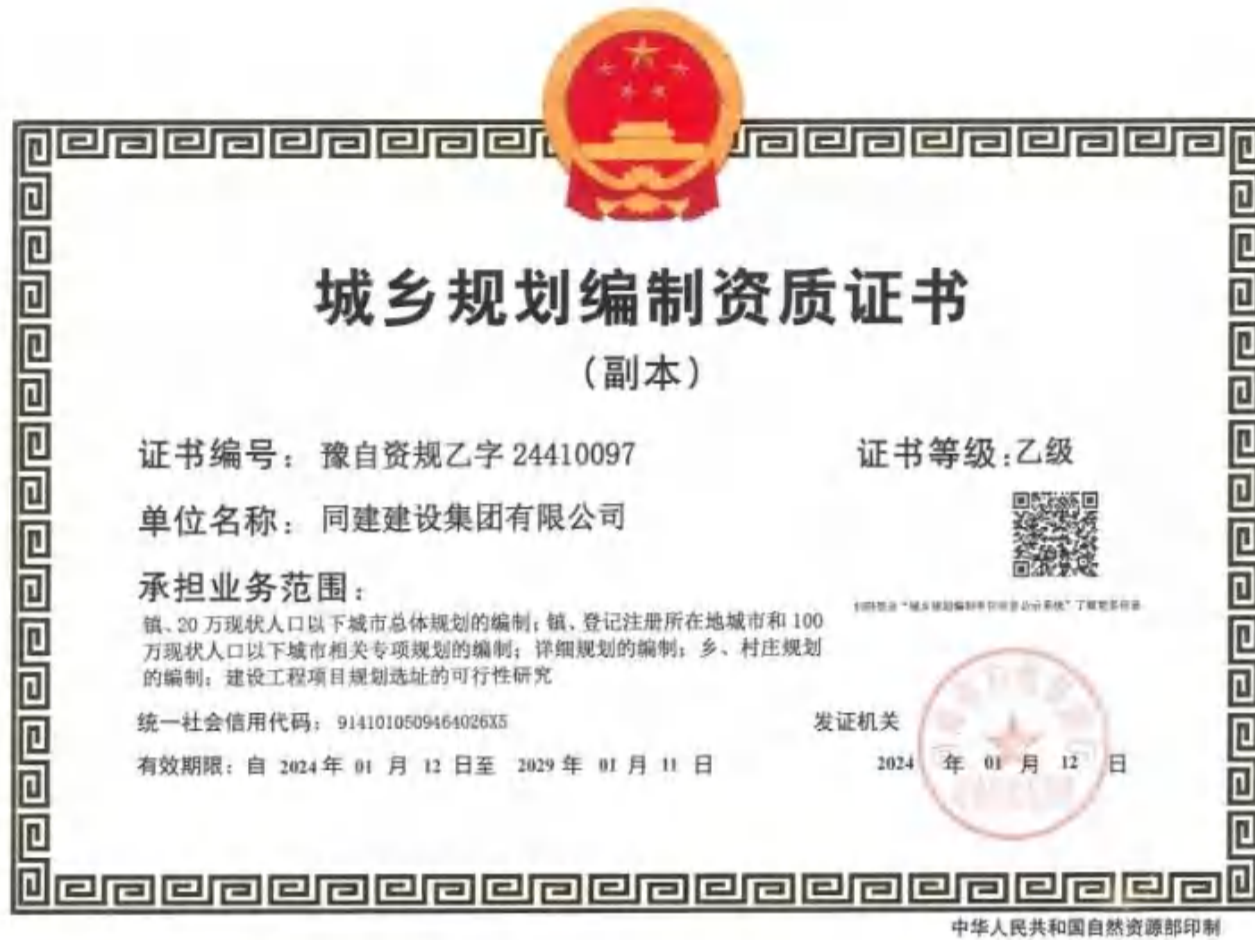 城乡规划编制资质证书
（副本）
证书编号：豫自资规乙字 24410097
证书等级：乙级
单位名称：同建建设集团有限公司
承担业务范围：
镇、20 万现状人口以下城市总体规划的编制；镇、登记注册所在地城市和 100
万现状人口以下城市相关专项规划的编制；详细规划的编制；乡、村庄规划
的编制；建设工程项目规划选址的可行性研究
统一社会信用代码：9141010509464026X5
发证机关
有效期限：自 2024 年 01 月 12 日至 2029 年 01 月 11 日
2024 年 01 月 12 日
中华人民共和国自然资源部印制